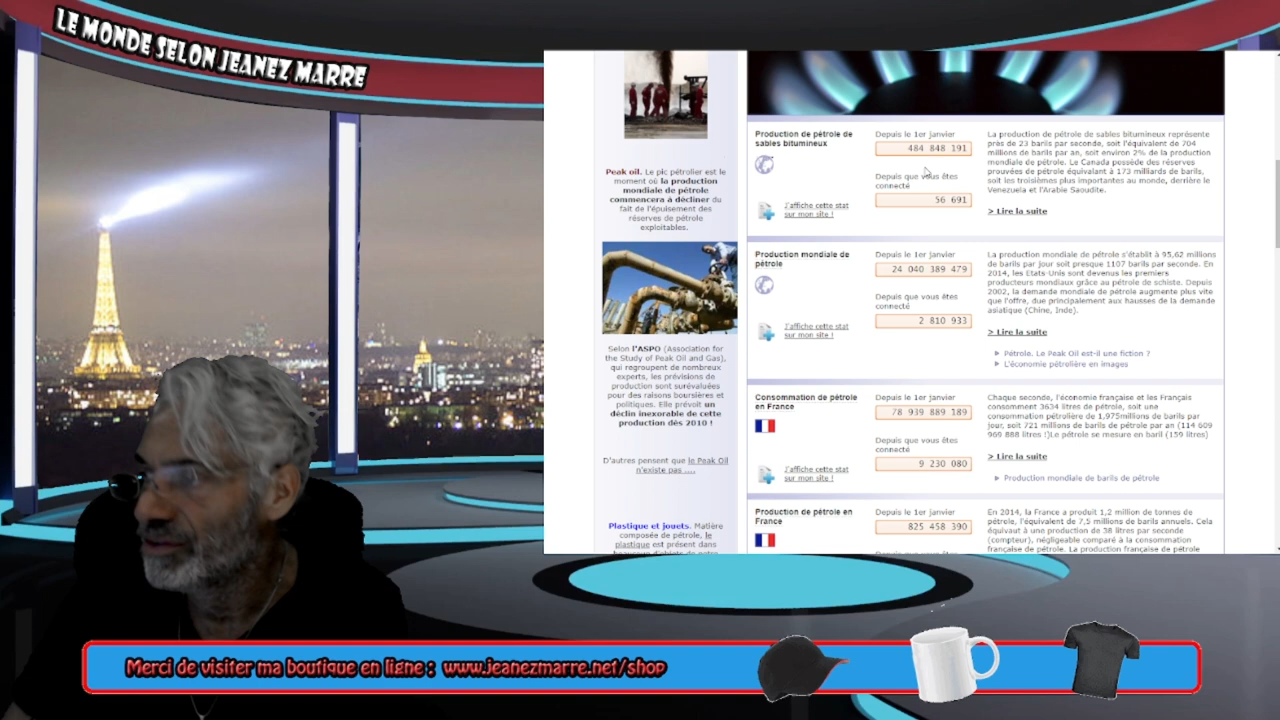 LE MONDE SELON JEANEZ MARRE
Peak oil. Le pic pétrolier est le
moment où la production
mondiale de pétrole
commencera à décliner du
fait de l'épuisement des
réserves de pétrole
exploitables.
Selon l'ASPO (Association for
the Study of Peak Oil and Gas),
qui regroupent de nombreux
experts, les prévisions de
production sont surévaluées
pour des raisons boursières et
politiques. Elle prévoit un
déclin inexorable de cette
production dès 2010 !
D'autres pensent que le Peak Oil
n'existe pas ....
Plastique et jouets. Matière
composée de pétrole, le
plastique est présent dans
Production de pétrole de
sables bitumineux
Depuis le 1er janvier
484 848 191
Depuis que vous êtes
connecté
56 691
J'affiche cette stat
sur mon site !
La production de pétrole de sables bitumineux représente
près de 23 barils par seconde, soit l'équivalent de 704
millions de barils par an, soit environ 2% de la production
mondiale de pétrole. Le Canada possède des réserves
prouvées de pétrole équivalent à 173 milliards de barils,
soit les troisièmes plus importantes au monde, derrière le
Venezuela et l'Arabie Saoudite.
> Lire la suite
Production mondiale de
pétrole
Depuis le 1er janvier
24 040 389 479
Depuis que vous êtes
connecté
2 810 933
J'affiche cette stat
sur mon site !
La production mondiale de pétrole s'établit à 95,62 millions
de barils par jour soit presque 1107 barils par seconde. En
2014, les Etats-Unis sont devenus les premiers
producteurs mondiaux grâce au pétrole de schiste. Depuis
2002, la demande mondiale de pétrole augmente plus vite
que l'offre, due principalement aux hausses de la demande
asiatique (Chine, Inde).
> Lire la suite
Pétrole. Le Peak Oil est-il une fiction ?
L'économie pétrolière en images
Consommation de pétrole
en France
Depuis le 1er janvier
78 939 889 189
Depuis que vous êtes
connecté
9 230 080
J'affiche cette stat
sur mon site !
Chaque seconde, l'économie française et les Français
consomment 3634 litres de pétrole, soit une
consommation pétrolière de 1,975millions de barils par
jour, soit 721 millions de barils de pétrole par an (114 609
969 888 litres !)Le pétrole se mesure en baril (159 litres)
> Lire la suite
Production mondiale de barils de pétrole
Production de pétrole en
France
Depuis le 1er janvier
825 458 390
En 2014, la France a produit 1,2 million de tonnes de
pétrole, l'équivalent de 7,5 millions de barils annuels. Cela
équivaut à une production de 38 litres par seconde
(compteur), négligeable comparé à la consommation
française de pétrole. La production française de pétrole
Merci de visiter ma boutique en ligne : www.jeanezmarre.net/shop